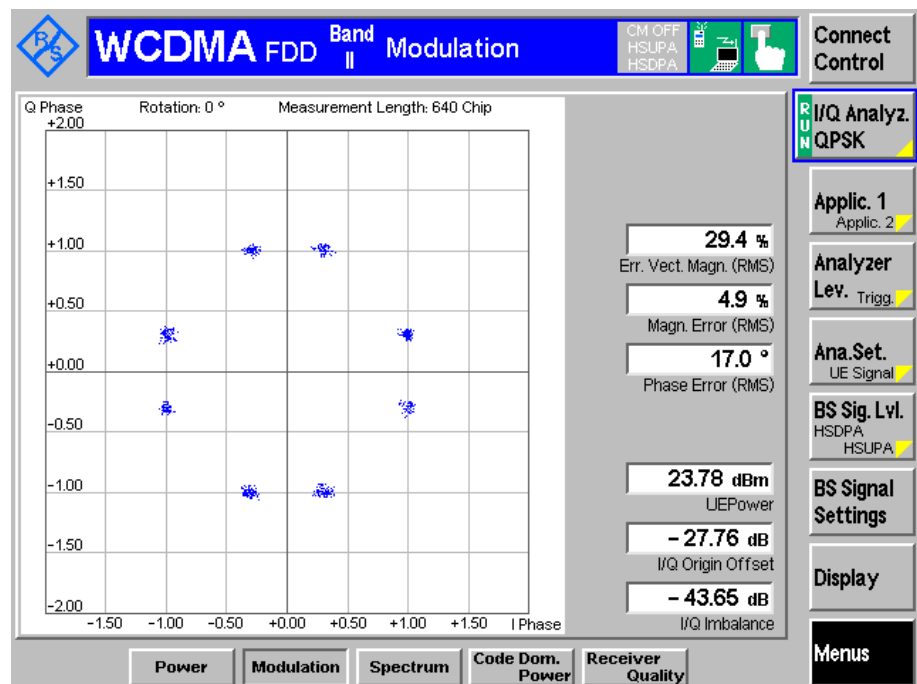 R&S
WCDMA FDD Band II Modulation
CM OFF
HSUPA
HSDPA
Connect Control
Q Phase
Rotation: 0 °
Measurement Length: 640 Chip
+2.00
+1.50
+1.00
+0.50
+0.00
-0.50
-1.00
-1.50
-2.00
-1.50 -1.00 -0.50 +0.00 +0.50 +1.00 +1.50 I Phase
29.4 %
Err. Vect. Magn. (RMS)
4.9 %
Magn. Error (RMS)
17.0 °
Phase Error (RMS)
23.78 dBm
UEPower
- 27.76 dB
I/Q Origin Offset
- 43.65 dB
I/Q Imbalance
RUN
I/Q Analyz.
QPSK
Applic. 1
Applic. 2
Analyzer
Lev. Trigg.
Ana.Set.
UE Signal
BS Sig. Lvl.
HSDPA
HSUPA
BS Signal
Settings
Display
Menus
Power
Modulation
Spectrum
Code Dom.
Power
Receiver
Quality